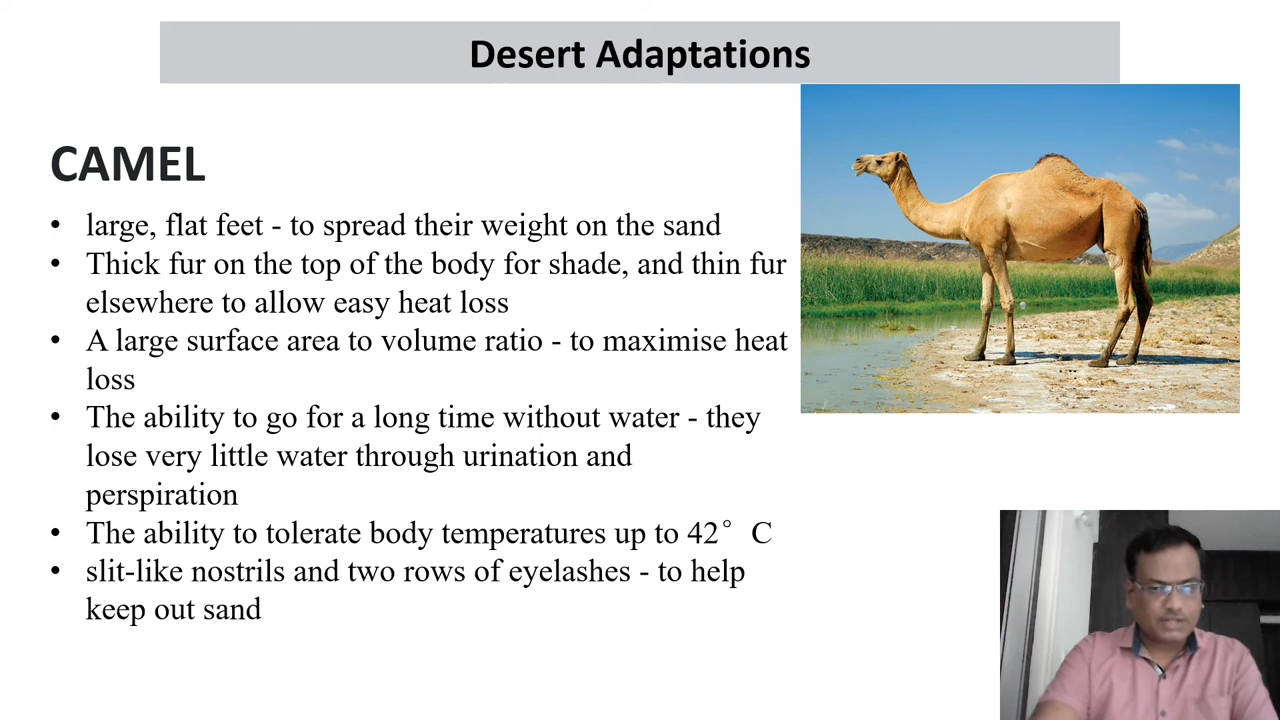 Desert Adaptations
CAMEL
• large, flat feet - to spread their weight on the sand
• Thick fur on the top of the body for shade, and thin fur
elsewhere to allow easy heat loss
• A large surface area to volume ratio - to maximise heat
loss
• The ability to go for a long time without water - they
lose very little water through urination and
perspiration
• The ability to tolerate body temperatures up to 42° C
• slit-like nostrils and two rows of eyelashes - to help
keep out sand